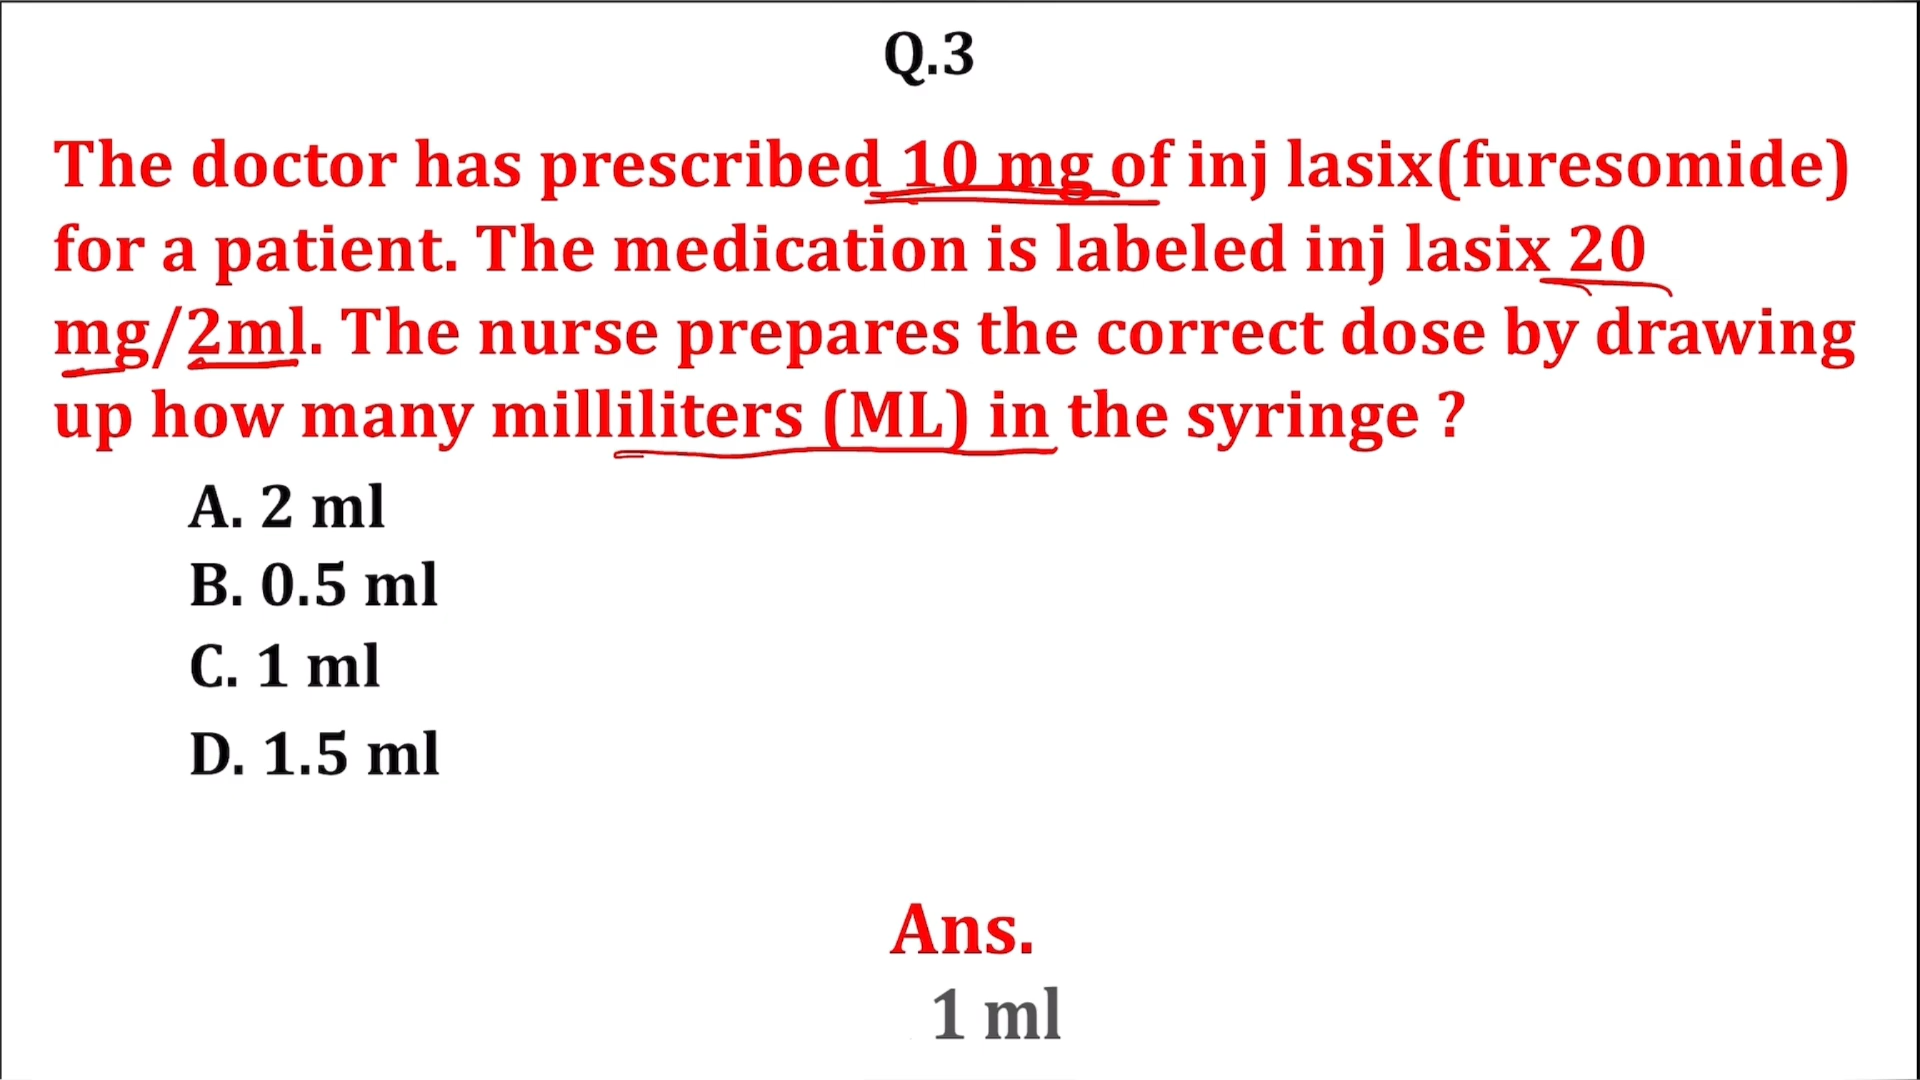 Q.3
The doctor has prescribed 10 mg of inj lasix(furesomide)
for a patient. The medication is labeled inj lasix 20
mg/2ml. The nurse prepares the correct dose by drawing
up how many milliliters (ML) in the syringe ?
A. 2 ml
B. 0.5 ml
C. 1 ml
D. 1.5 ml
Ans.
1 ml